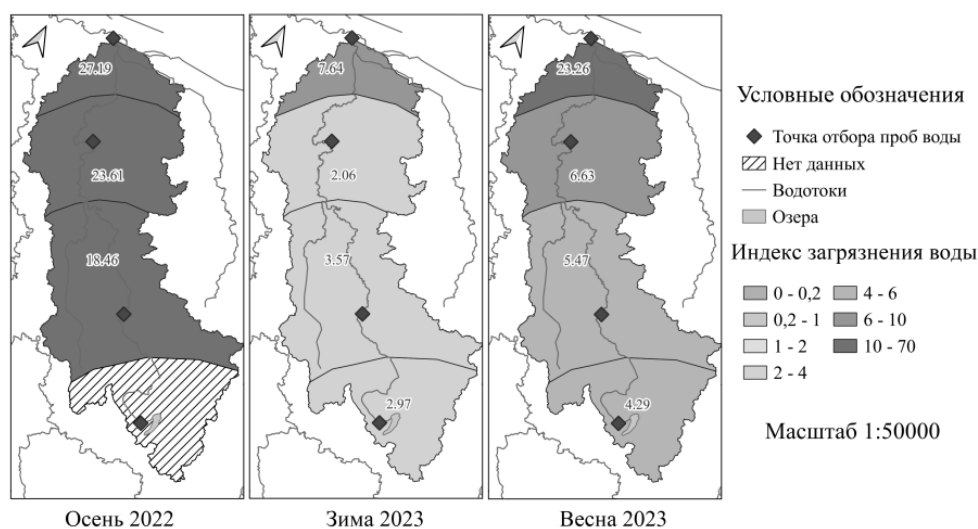 27.19
23.61
18.46
Осень 2022
7.64
2.06
3.57
2.97
Зима 2023
23.26
6.63
5.47
4.29
Весна 2023
Условные обозначения
Точка отбора проб воды
Нет данных
Водотоки
Озера
Индекс загрязнения воды
0 - 0,2
4 - 6
0,2 - 1
6 - 10
1 - 2
10 - 70
2 - 4
Масштаб 1:50000